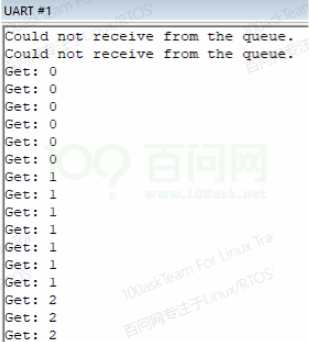 UART #1
Could not receive from the queue.
Could not receive from the queue.
Get: 0
Get: 0
Get: 0
Get: 0
Get: 0
Get: 0
Get: 1
Get: 1
Get: 1
Get: 1
Get: 1
Get: 1
Get: 1
Get: 2
Get: 2
Get: 2
百问网
www.100ask.net
100askTeam For Linux Tra
百问网专注于Linux/RTOS